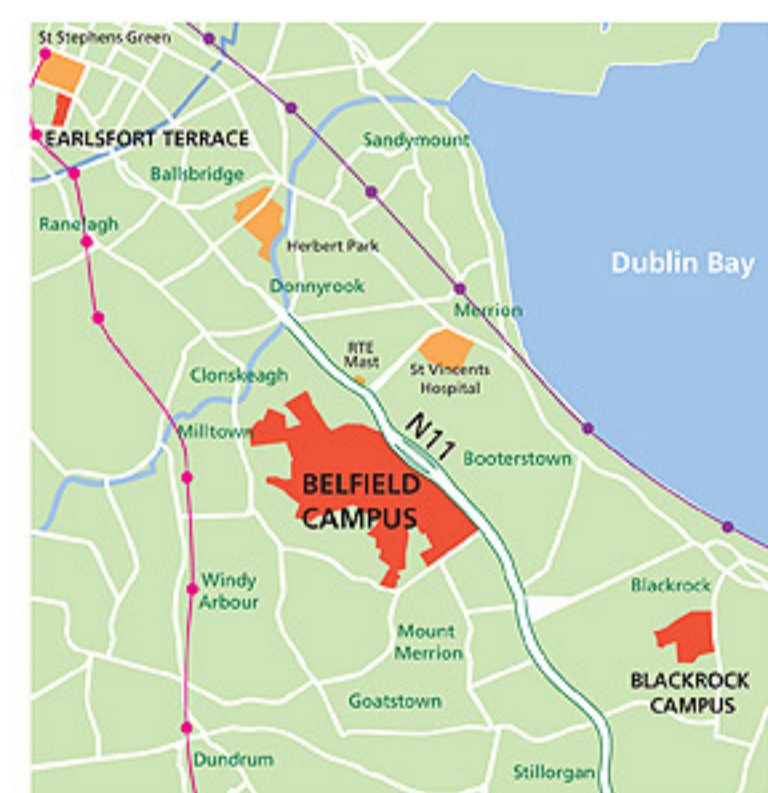 St Stephens Green
EARLSFORT TERRACE
Sandymount
Ballsbridge
Ranelagh
Herbert Park
Dublin Bay
Donnyrook
Merrion
RTE
Mast
St Vincents
Hospital
Clonskeagh
N11
Milltown
Booterstown
BELFIELD
CAMPUS
Windy
Arbour
Blackrock
Mount
Merrion
BLACKROCK
CAMPUS
Goatstown
Dundrum
Stillorgan